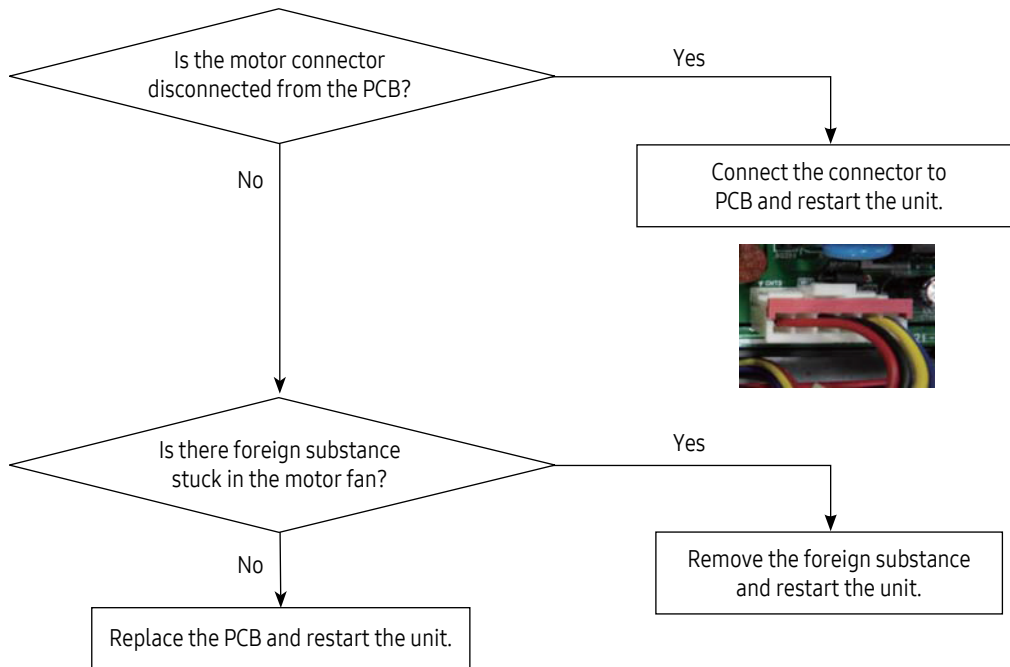 Is the motor connector
disconnected from the PCB?
Yes
No
Connect the connector to
PCB and restart the unit.
Is there foreign substance
stuck in the motor fan?
Yes
No
Remove the foreign substance
and restart the unit.
Replace the PCB and restart the unit.